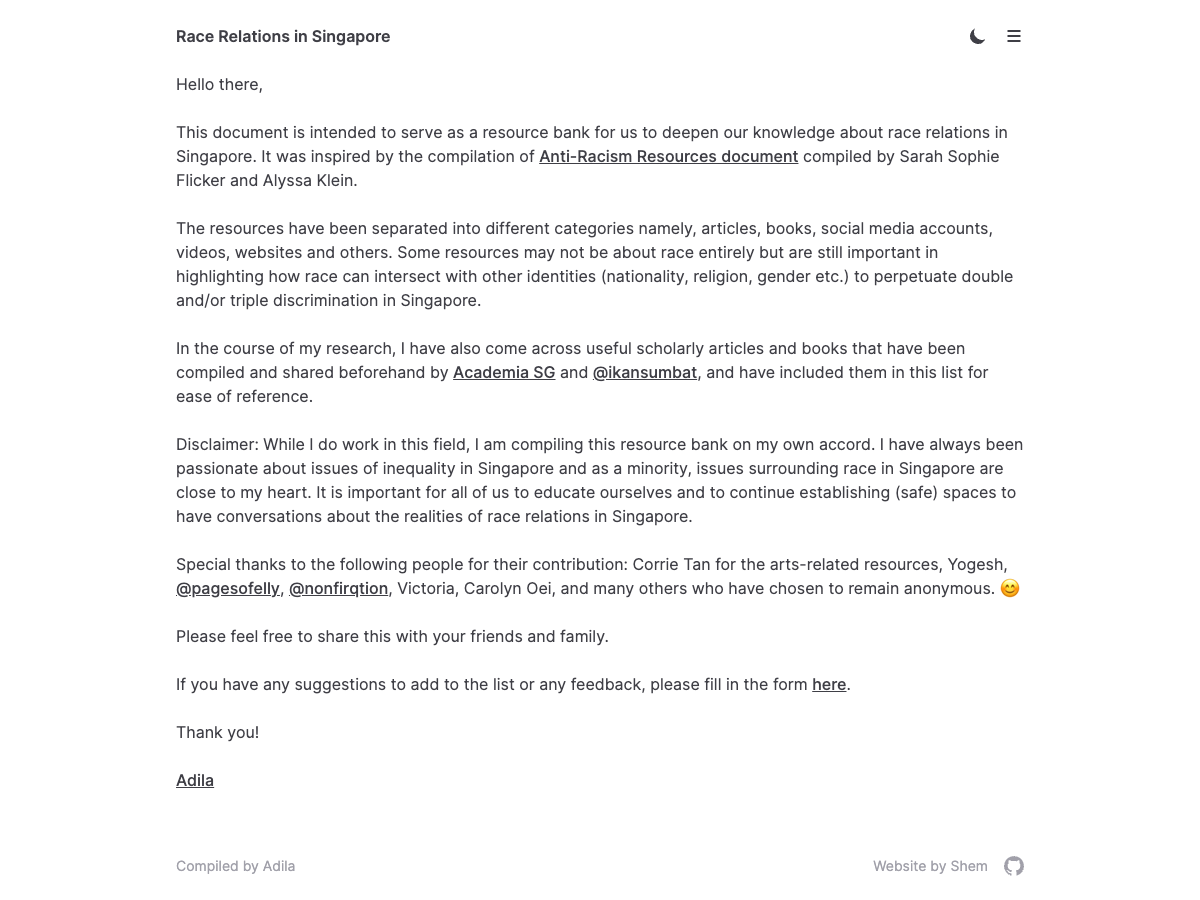 Race Relations in Singapore
Hello there,
This document is intended to serve as a resource bank for us to deepen our knowledge about race relations in
Singapore. It was inspired by the compilation of Anti-Racism Resources document compiled by Sarah Sophie
Flicker and Alyssa Klein.
The resources have been separated into different categories namely, articles, books, social media accounts,
videos, websites and others. Some resources may not be about race entirely but are still important in
highlighting how race can intersect with other identities (nationality, religion, gender etc.) to perpetuate double
and/or triple discrimination in Singapore.
In the course of my research, I have also come across useful scholarly articles and books that have been
compiled and shared beforehand by Academia SG and @ikansumbat, and have included them in this list for
ease of reference.
Disclaimer: While I do work in this field, I am compiling this resource bank on my own accord. I have always been
passionate about issues of inequality in Singapore and as a minority, issues surrounding race in Singapore are
close to my heart. It is important for all of us to educate ourselves and to continue establishing (safe) spaces to
have conversations about the realities of race relations in Singapore.
Special thanks to the following people for their contribution: Corrie Tan for the arts-related resources, Yogesh,
@pagesofelly, @nonfirqtion, Victoria, Carolyn Oei, and many others who have chosen to remain anonymous. 😊
Please feel free to share this with your friends and family.
If you have any suggestions to add to the list or any feedback, please fill in the form here.
Thank you!
Adila
Compiled by Adila
Website by Shem